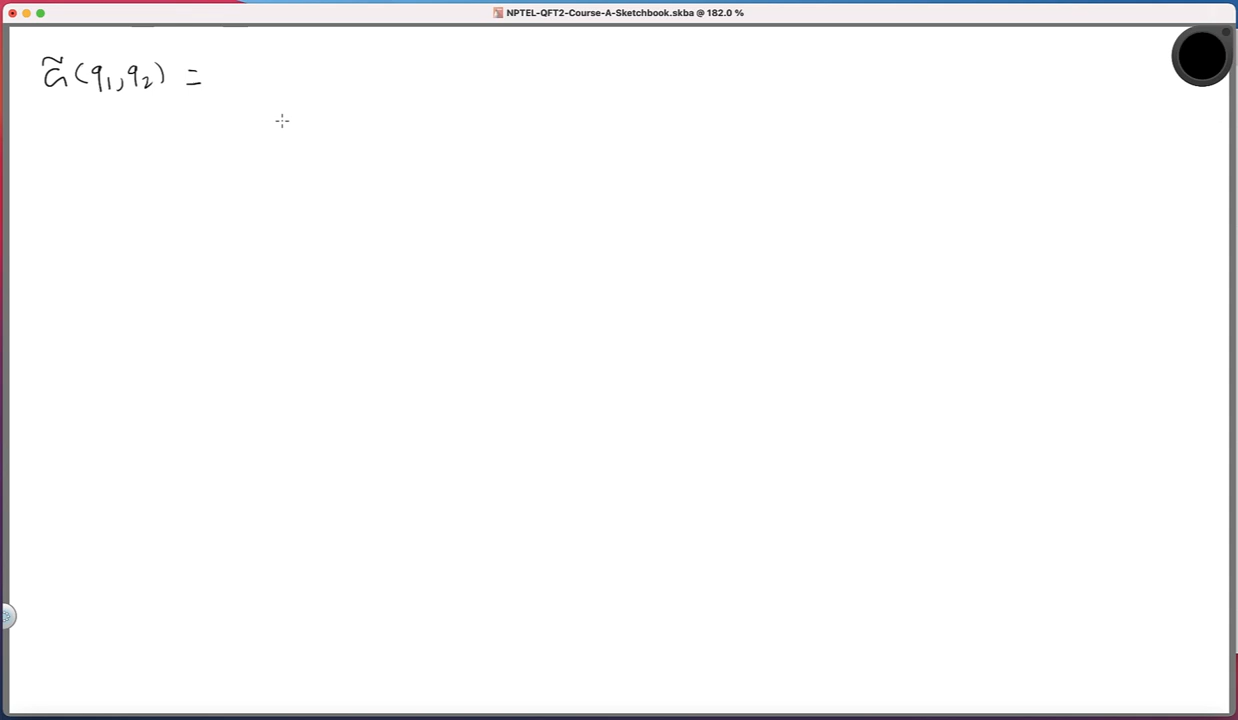 NPTEL-QFT2-Course-A-Sketchbook.skba @ 182.0 %
G̃(q₁,q₂) =